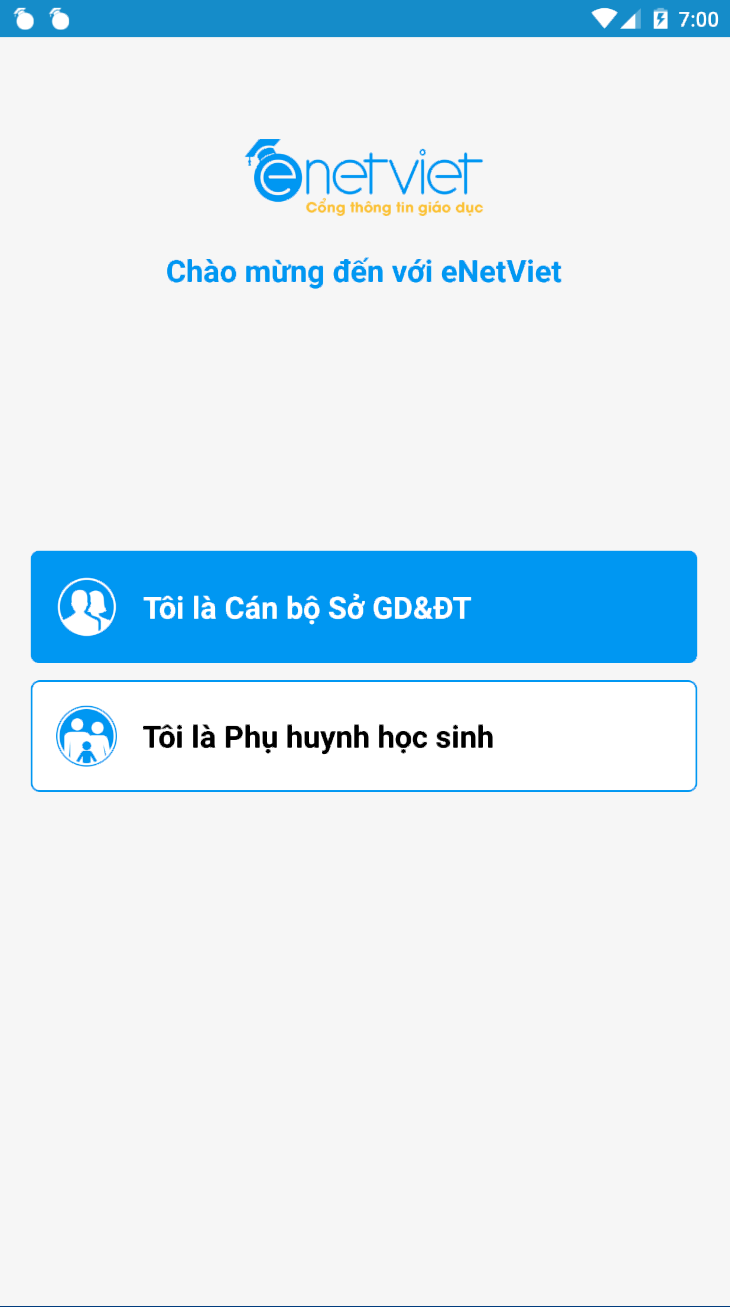 7:00
enetviet
Cổng thông tin giáo dục
Chào mừng đến với eNetViet
Tôi là Cán bộ Sở GD&ĐT
Tôi là Phụ huynh học sinh